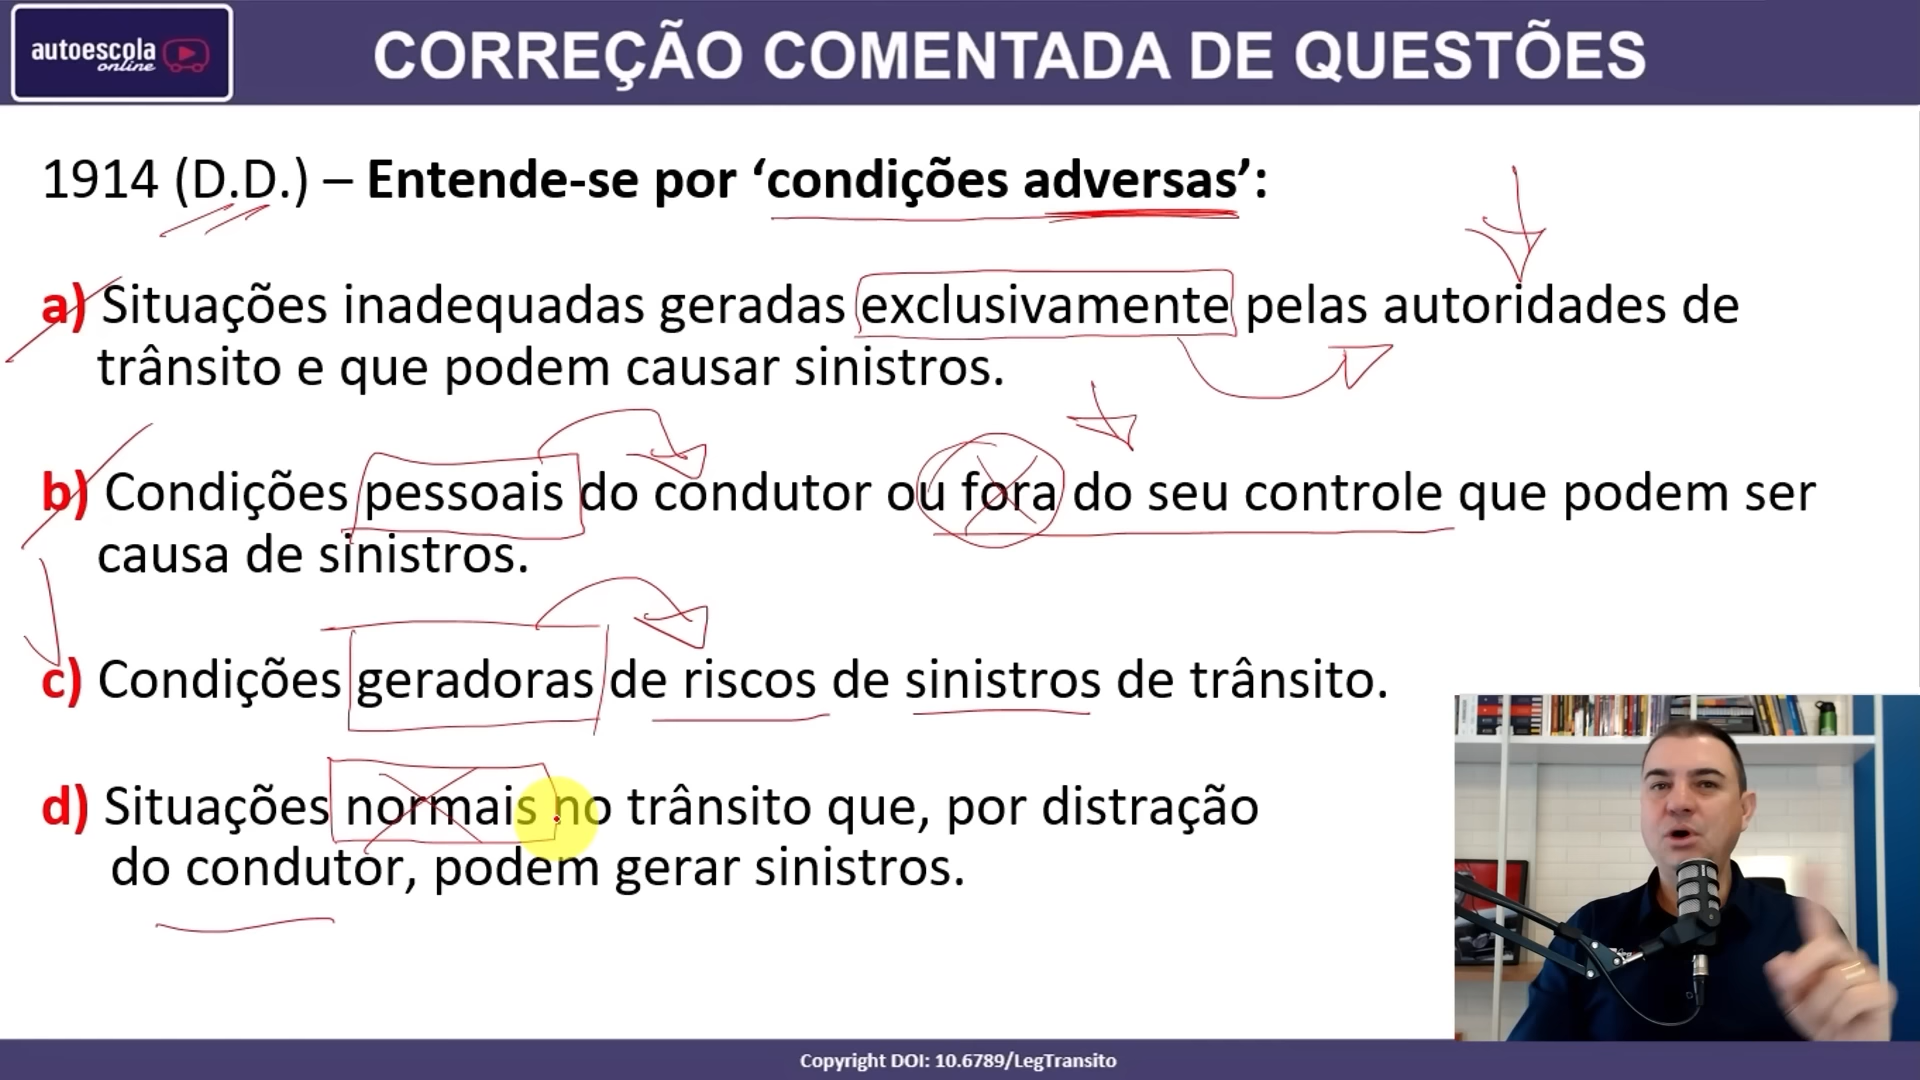 autoescola
online
CORREÇÃO COMENTADA DE QUESTÕES
1914 (D.D.) – Entende-se por ‘condições adversas’:
a) Situações inadequadas geradas exclusivamente pelas autoridades de
trânsito e que podem causar sinistros.
b) Condições pessoais do condutor ou fora do seu controle que podem ser
causa de sinistros.
c) Condições geradoras de riscos de sinistros de trânsito.
d) Situações normais no trânsito que, por distração
do condutor, podem gerar sinistros.
Copyright DOI: 10.6789/LegTransito